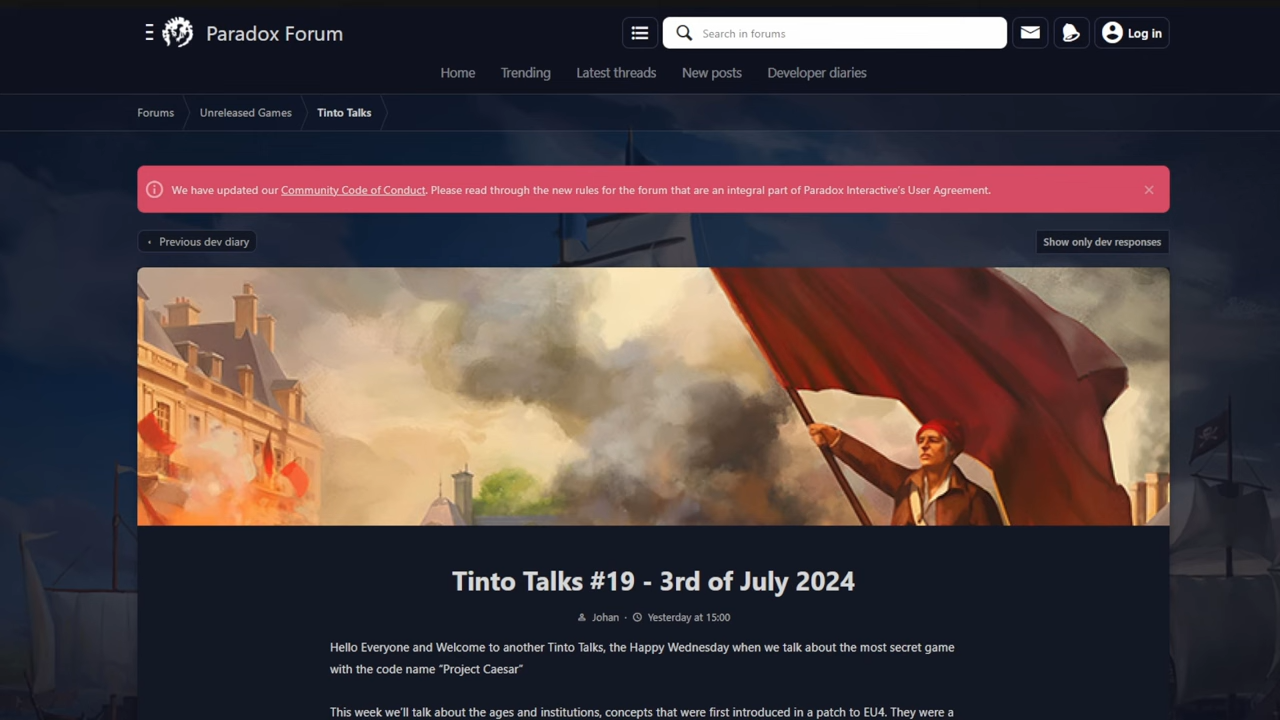 Paradox Forum
Search in forums
Log in
Home
Trending
Latest threads
New posts
Developer diaries
Forums
Unreleased Games
Tinto Talks
We have updated our Community Code of Conduct. Please read through the new rules for the forum that are an integral part of Paradox Interactive's User Agreement.
Previous dev diary
Show only dev responses
Tinto Talks #19 - 3rd of July 2024
Johan · Yesterday at 15:00
Hello Everyone and Welcome to another Tinto Talks, the Happy Wednesday when we talk about the most secret game
with the code name “Project Caesar”
This week we’ll talk about the ages and institutions, concepts that were first introduced in a patch to EU4. They were a